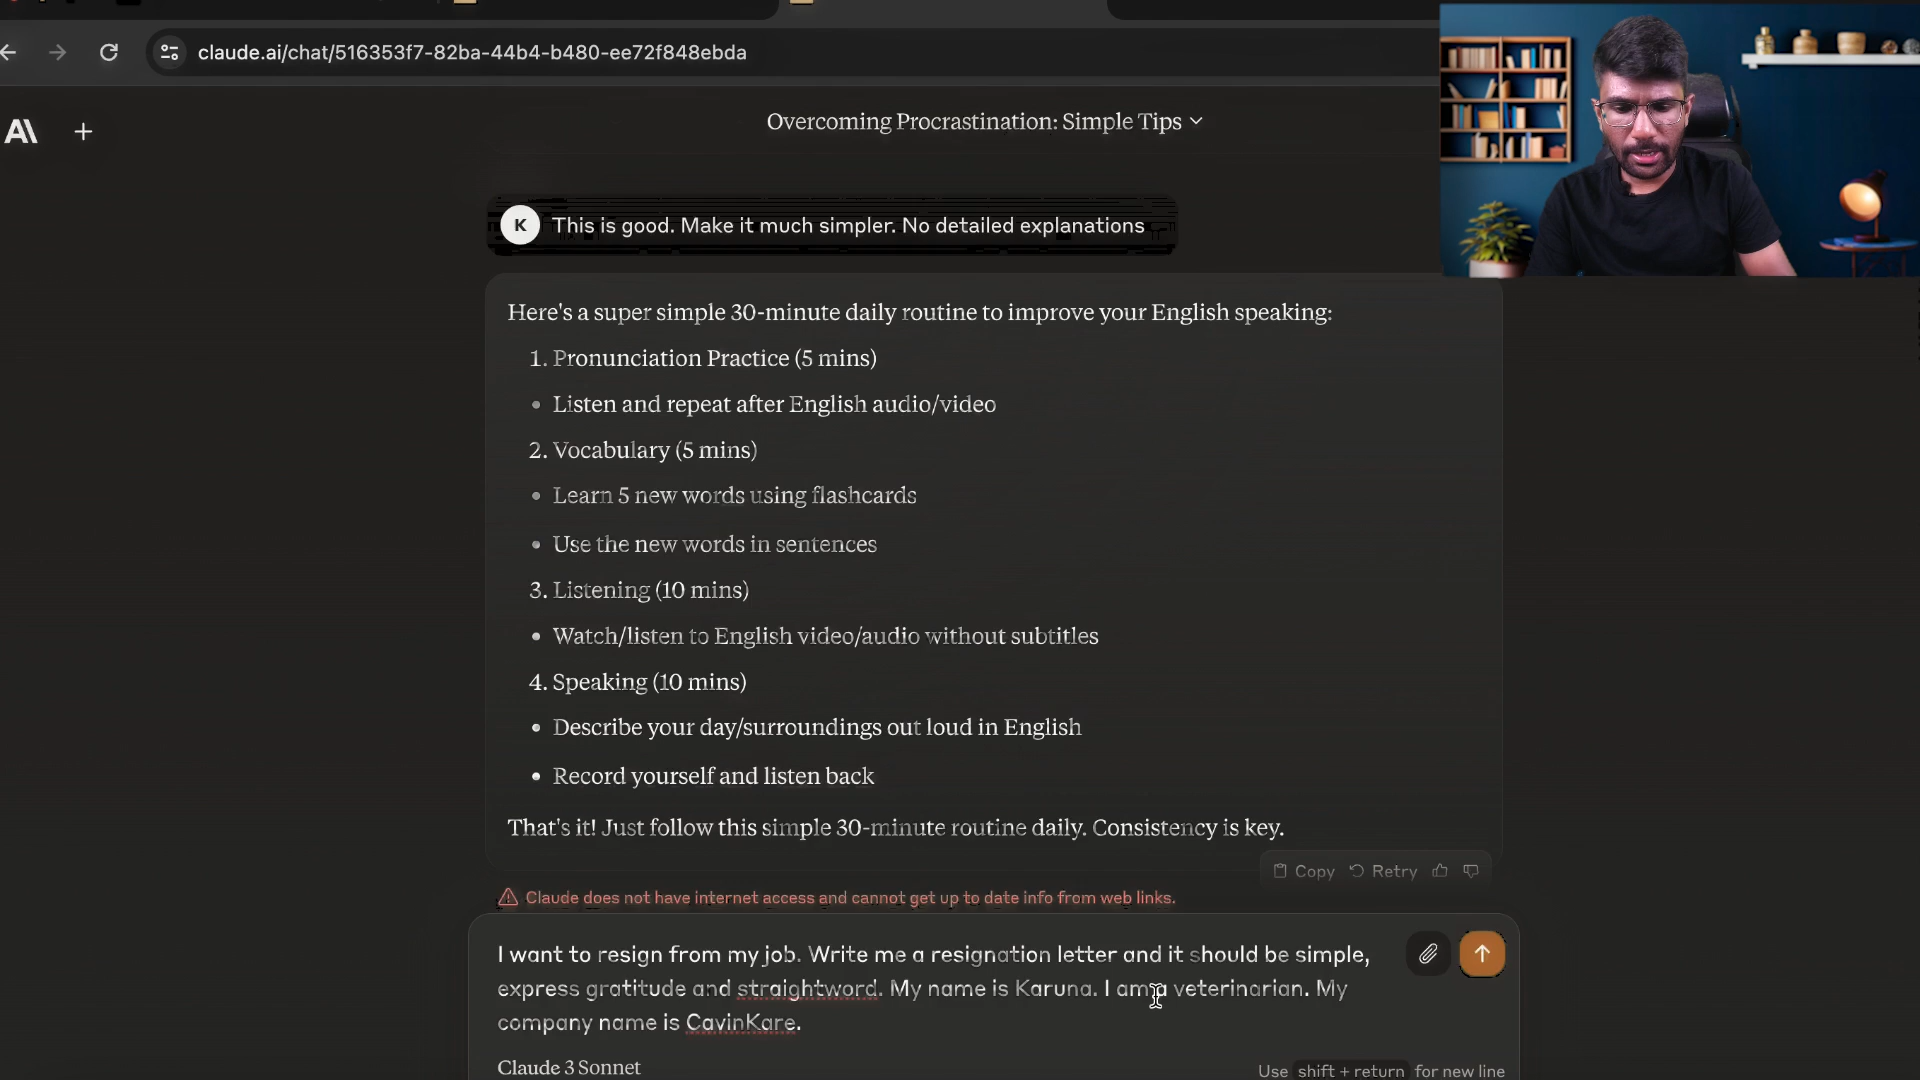 claude.ai/chat/516353f7-82ba-44b4-b480-ee72f848ebda
A\
Overcoming Procrastination: Simple Tips
K This is good. Make it much simpler. No detailed explanations
Here's a super simple 30-minute daily routine to improve your English speaking:
1. Pronunciation Practice (5 mins)
• Listen and repeat after English audio/video
2. Vocabulary (5 mins)
• Learn 5 new words using flashcards
• Use the new words in sentences
3. Listening (10 mins)
• Watch/listen to English video/audio without subtitles
4. Speaking (10 mins)
• Describe your day/surroundings out loud in English
• Record yourself and listen back
That's it! Just follow this simple 30-minute routine daily. Consistency is key.
Copy Retry
Claude does not have internet access and cannot get up to date info from web links.
I want to resign from my job. Write me a resignation letter and it should be simple,
express gratitude and straightword. My name is Karuna. I am a veterinarian. My
company name is CavinKare.
Claude 3 Sonnet
Use shift + return for new line